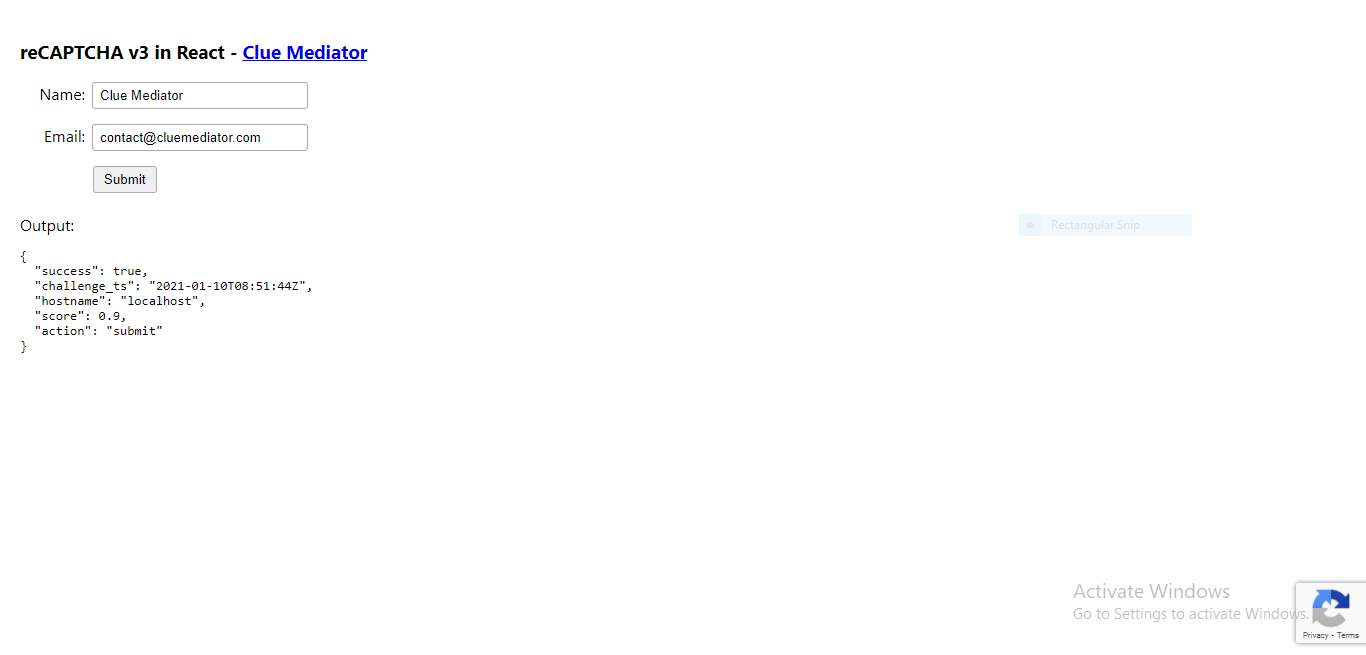 reCAPTCHA v3 in React - Clue Mediator
Name: Clue Mediator
Email: contact@cluemediator.com
Submit
Output:
Rectangular Snip
{
  "success": true,
  "challenge_ts": "2021-01-10T08:51:44Z",
  "hostname": "localhost",
  "score": 0.9,
  "action": "submit"
}
Activate Windows
Go to Settings to activate Windows.
Privacy - Terms